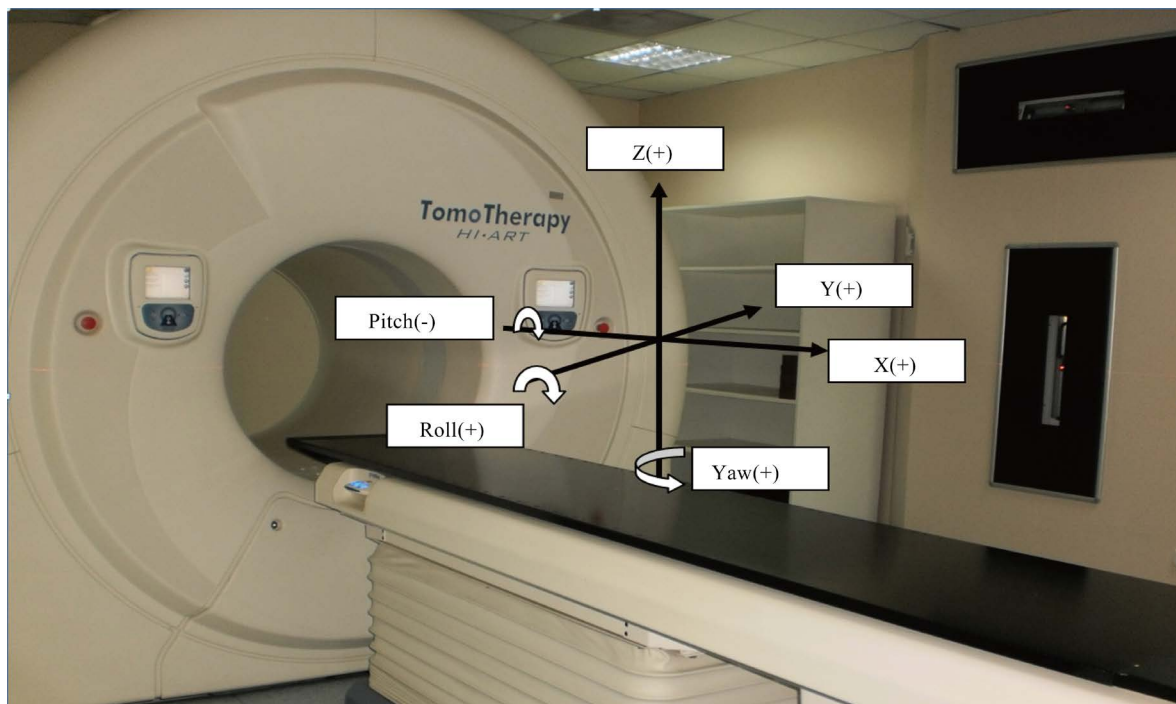 Z(+)
TomoTherapy
HI·ART
Y(+)
Pitch(-)
X(+)
Roll(+)
Yaw(+)